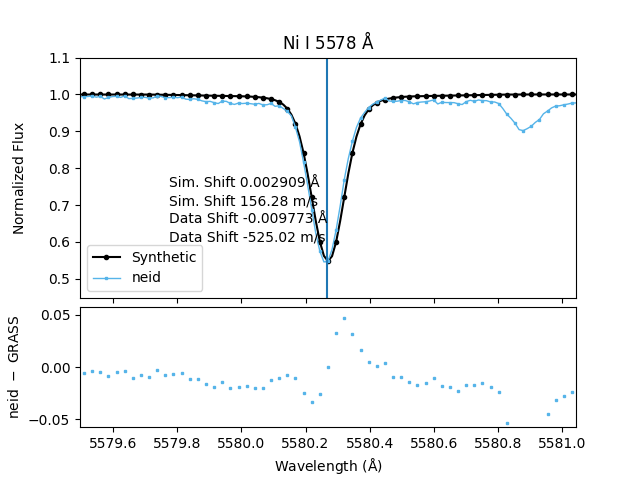 Ni I 5578 Å
1.1
1.0
0.9
0.8
0.7
0.6
0.5
Normalized Flux
Sim. Shift 0.002909 Å
Sim. Shift 156.28 m/s
Data Shift -0.009773 Å
Data Shift -525.02 m/s
Synthetic
neid
0.05
0.00
−0.05
neid − GRASS
5579.6 5579.8 5580.0 5580.2 5580.4 5580.6 5580.8 5581.0
Wavelength (Å)